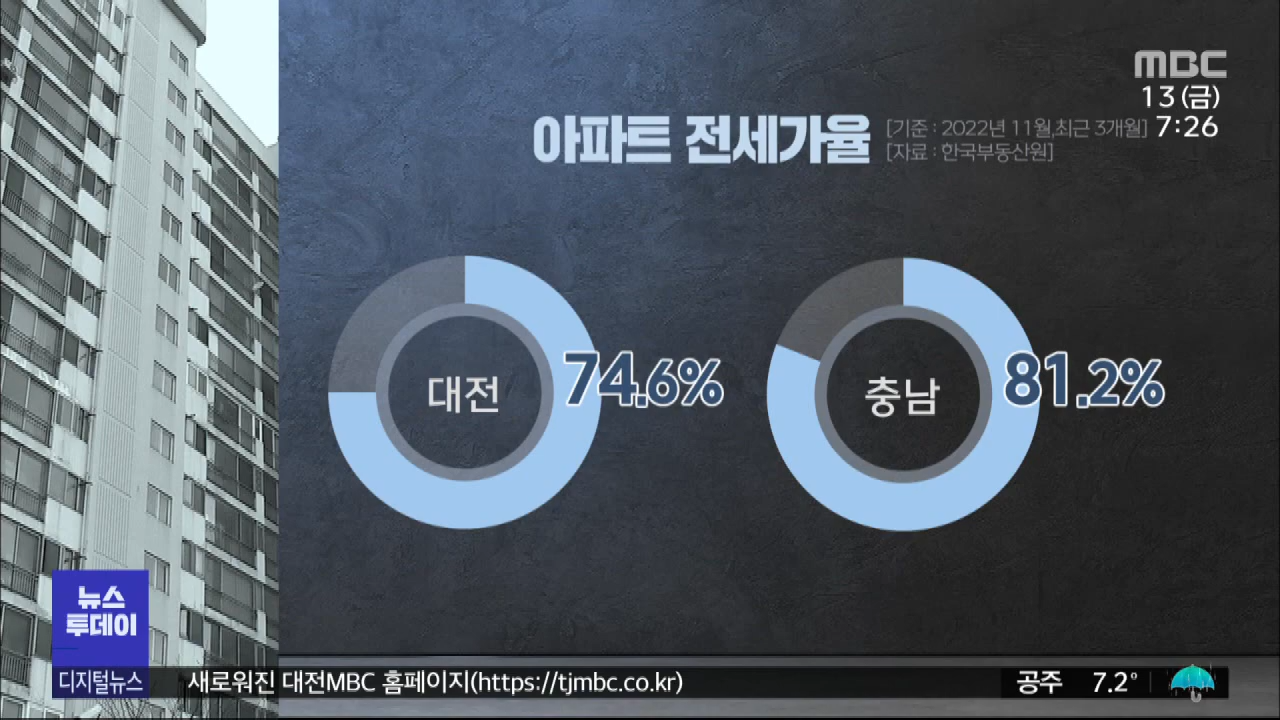 MBC
13(금)
7:26
아파트 전세가율
[기준 : 2022년 11월,최근 3개월]
[자료 : 한국부동산원]
대전
74.6%
충남
81.2%
뉴스
투데이
디지털뉴스
새로워진 대전MBC 홈페이지(https://tjmbc.co.kr)
공주 7.2°